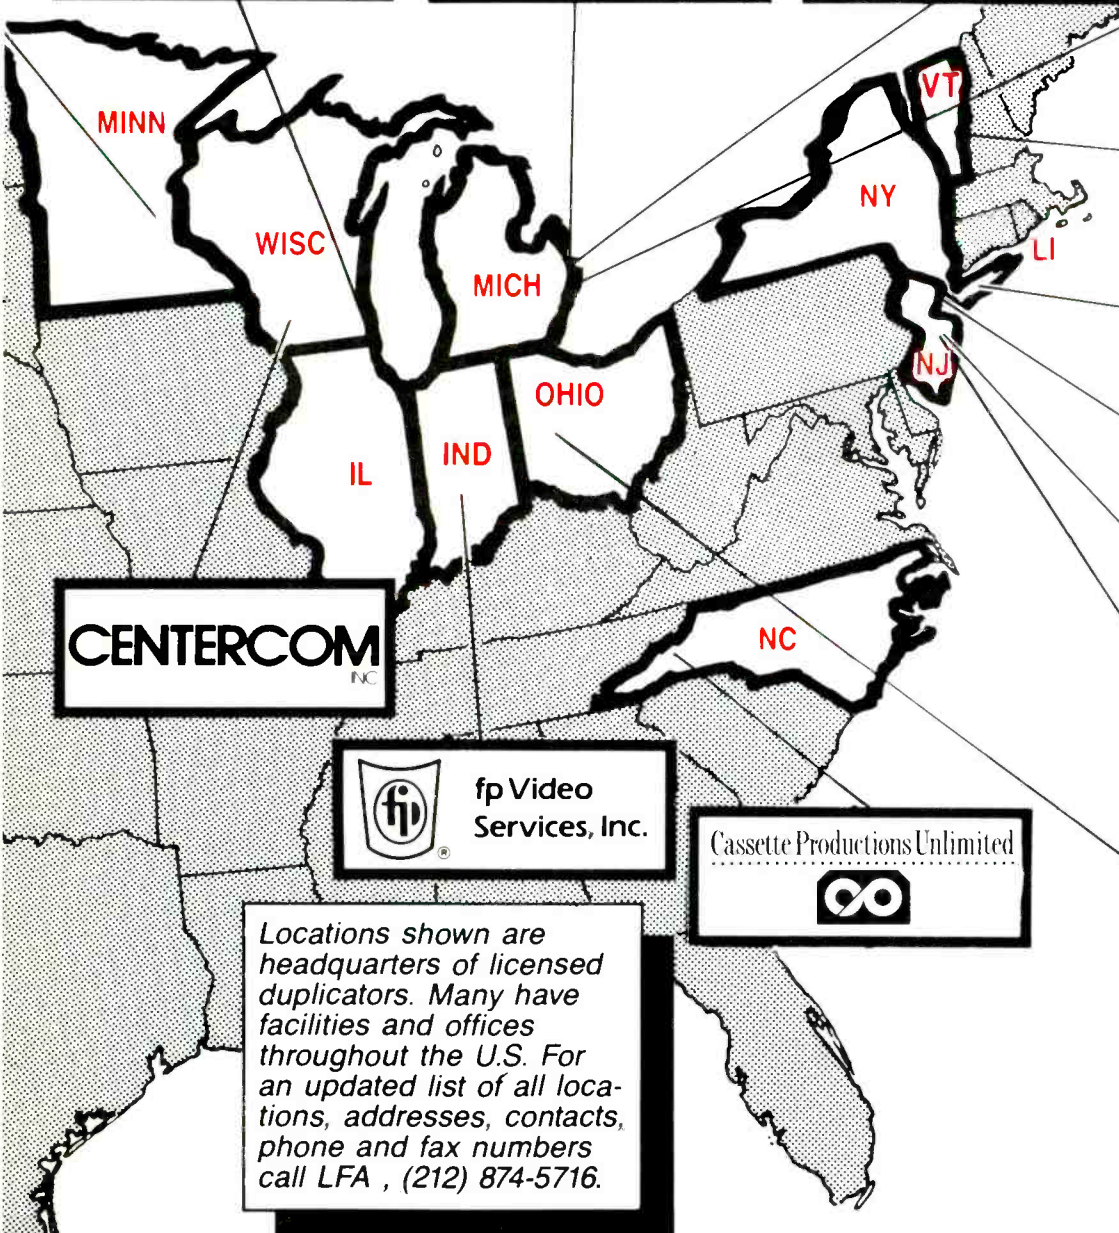 VT
MINN
NY
WISC
LI
MICH
NJ
OHIO
IND
IL
NC
CENTERCOM
INC
fp Video
Services, Inc.
fp
®
Cassette Productions Unlimited
Locations shown are
headquarters of licensed
duplicators. Many have
facilities and offices
throughout the U.S. For
an updated list of all loca-
tions, addresses, contacts,
phone and fax numbers
call LFA , (212) 874-5716.